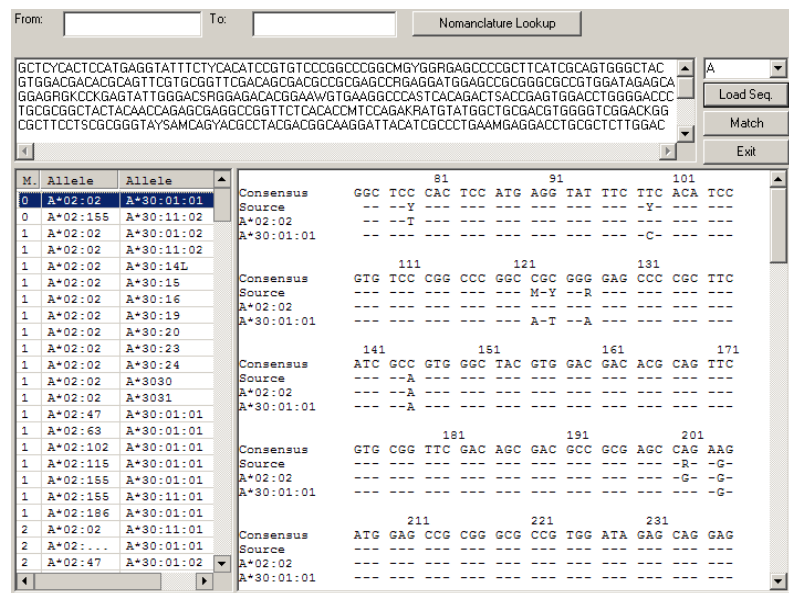 From: To: Nomanclature Lookup
GCTCYCACTCCATGAGGTATTTCTYCACATCCGTGTCCCGGCCCGGCMGYGGRGAGCCCCGCTTCATCGCAGTGGGCTAC
GTGGACGACACGCAGTTCGTGCGGTTCGACAGCGACGCCGCGAGCCRGAGGATGGAGCCGCGGGCGCCGTGGATAGAGCA
GGAGRGKCCKGAGTATTGGGACSRGGAGACACGGAAWGTGAAGGCCCASTCACAGACTSACCGAGTGGACCTGGGGACCC
TGCGCGGCTACTACAACCAGAGCGAGGCCGGTTCTCACACCMTCCAGAKRATGTATGGCTGCGACGTGGGGTCGGACKGG
CGCTTCCTCSGCGGGTAYSAMCAGYACGCCTACGACGGCAAGGATTACATCGCCCTGAAMGAGGACCTGCGCTCTTGGAC
A
Load Seq.
Match
Exit
M. Allele Allele
0 A*02:02 A*30:01:01
0 A*02:155 A*30:11:02
1 A*02:02 A*30:01:02
1 A*02:02 A*30:11:02
1 A*02:02 A*30:14L
1 A*02:02 A*30:15
1 A*02:02 A*30:16
1 A*02:02 A*30:19
1 A*02:02 A*30:20
1 A*02:02 A*30:23
1 A*02:02 A*30:24
1 A*02:02 A*3030
1 A*02:02 A*3031
1 A*02:47 A*30:01:01
1 A*02:63 A*30:01:01
1 A*02:102 A*30:01:01
1 A*02:115 A*30:01:01
1 A*02:155 A*30:01:01
1 A*02:155 A*30:11:01
1 A*02:186 A*30:01:01
2 A*02:02 A*30:11:01
2 A*02:... A*30:01:01
2 A*02:47 A*30:01:02
81 91 101
Consensus GGC TCC CAC TCC ATG AGG TAT TTC TTC ACA TCC
Source -- --Y --- --- --- --- --- --- -Y- --- ---
A*02:02 -- --T --- --- --- --- --- --- --- --- ---
A*30:01:01 -- --- --- --- --- --- --- --- -C- --- ---
111 121 131
Consensus GTG TCC CGG CCC GGC CGC GGG GAG CCC CGC TTC
Source --- --- --- --- --- M-Y --R --- --- --- ---
A*02:02 --- --- --- --- --- --- --- --- --- --- ---
A*30:01:01 --- --- --- --- --- A-T --A --- --- --- ---
141 151 161 171
Consensus ATC GCC GTG GGC TAC GTG GAC GAC ACG CAG TTC
Source --- --A --- --- --- --- --- --- --- --- ---
A*02:02 --- --A --- --- --- --- --- --- --- --- ---
A*30:01:01 --- --A --- --- --- --- --- --- --- --- ---
181 191 201
Consensus GTG CGG TTC GAC AGC GAC GCC GCG AGC CAG AAG
Source --- --- --- --- --- --- --- --- --- -R- -G-
A*02:02 --- --- --- --- --- --- --- --- --- -G- -G-
A*30:01:01 --- --- --- --- --- --- --- --- --- --- -G-
211 221 231
Consensus ATG GAG CCG CGG GCG CCG TGG ATA GAG CAG GAG
Source --- --- --- --- --- --- --- --- --- --- ---
A*02:02 --- --- --- --- --- --- --- --- --- --- ---
A*30:01:01 --- --- --- --- --- --- --- --- --- --- ---